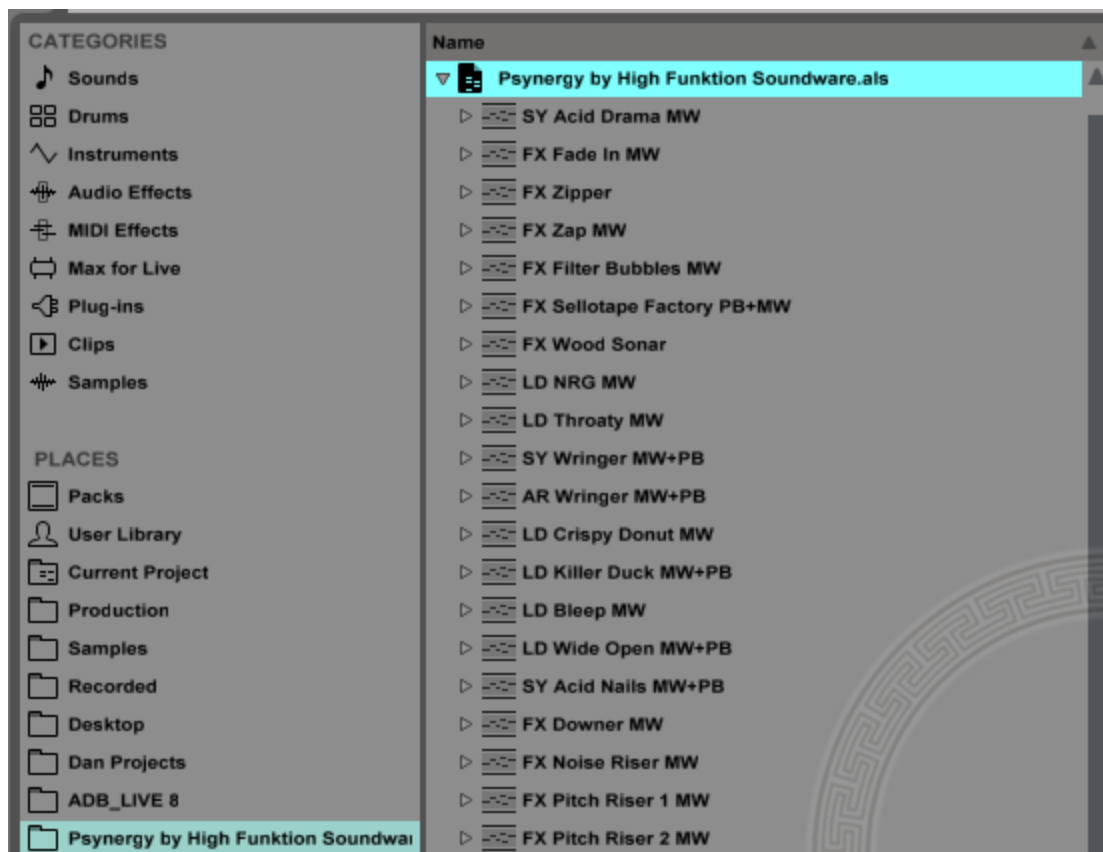 CATEGORIES
Sounds
Drums
Instruments
Audio Effects
MIDI Effects
Max for Live
Plug-ins
Clips
Samples
PLACES
Packs
User Library
Current Project
Production
Samples
Recorded
Desktop
Dan Projects
ADB_LIVE 8
Psynergy by High Funktion Soundwar
Name
Psynergy by High Funktion Soundware.als
SY Acid Drama MW
FX Fade In MW
FX Zipper
FX Zap MW
FX Filter Bubbles MW
FX Sellotape Factory PB+MW
FX Wood Sonar
LD NRG MW
LD Throaty MW
SY Wringer MW+PB
AR Wringer MW+PB
LD Crispy Donut MW
LD Killer Duck MW+PB
LD Bleep MW
LD Wide Open MW+PB
SY Acid Nails MW+PB
FX Downer MW
FX Noise Riser MW
FX Pitch Riser 1 MW
FX Pitch Riser 2 MW